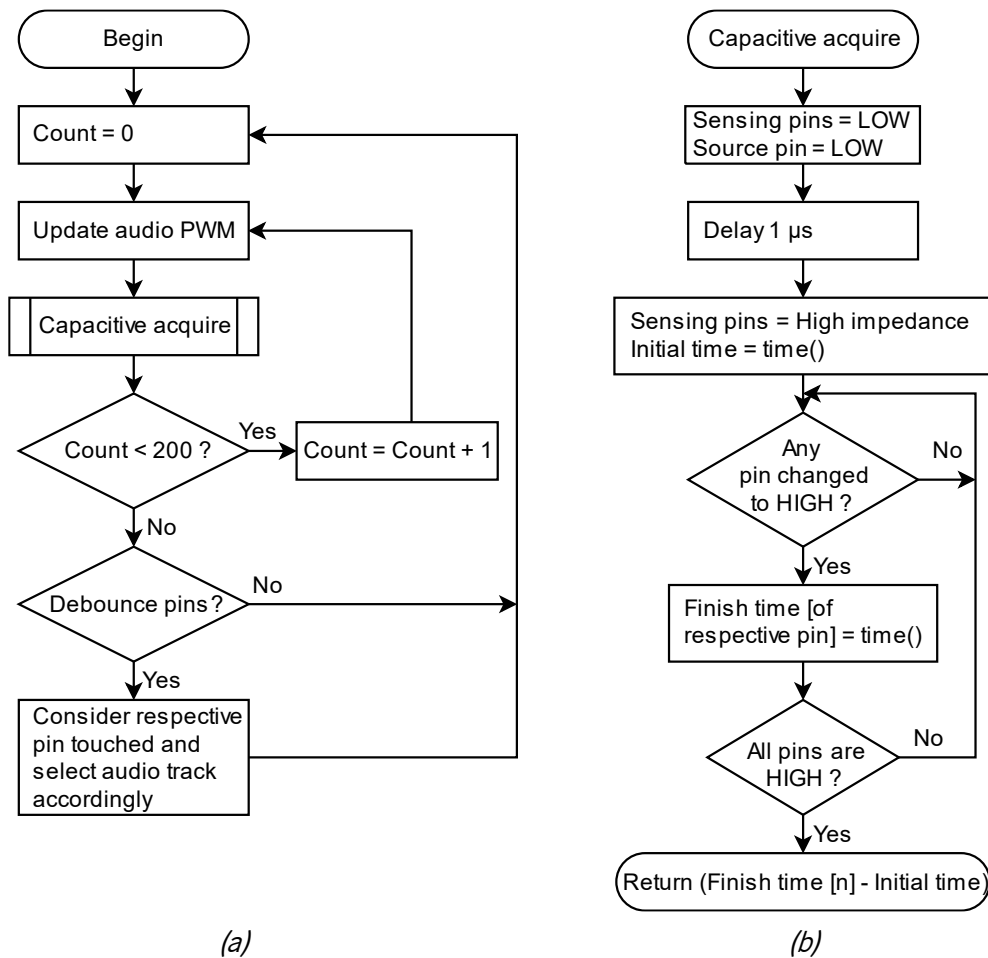 Begin
Count = 0
Update audio PWM
Capacitive acquire
Count < 200 ?
Yes
Count = Count + 1
No
Debounce pins?
No
Yes
Consider respective
pin touched and
select audio track
accordingly
(a)
Capacitive acquire
Sensing pins = LOW
Source pin = LOW
Delay 1 µs
Sensing pins = High impedance
Initial time = time()
Any
pin changed
to HIGH ?
No
Yes
Finish time [of
respective pin] = time()
All pins are
HIGH ?
No
Yes
Return (Finish time [n] - Initial time)
(b)